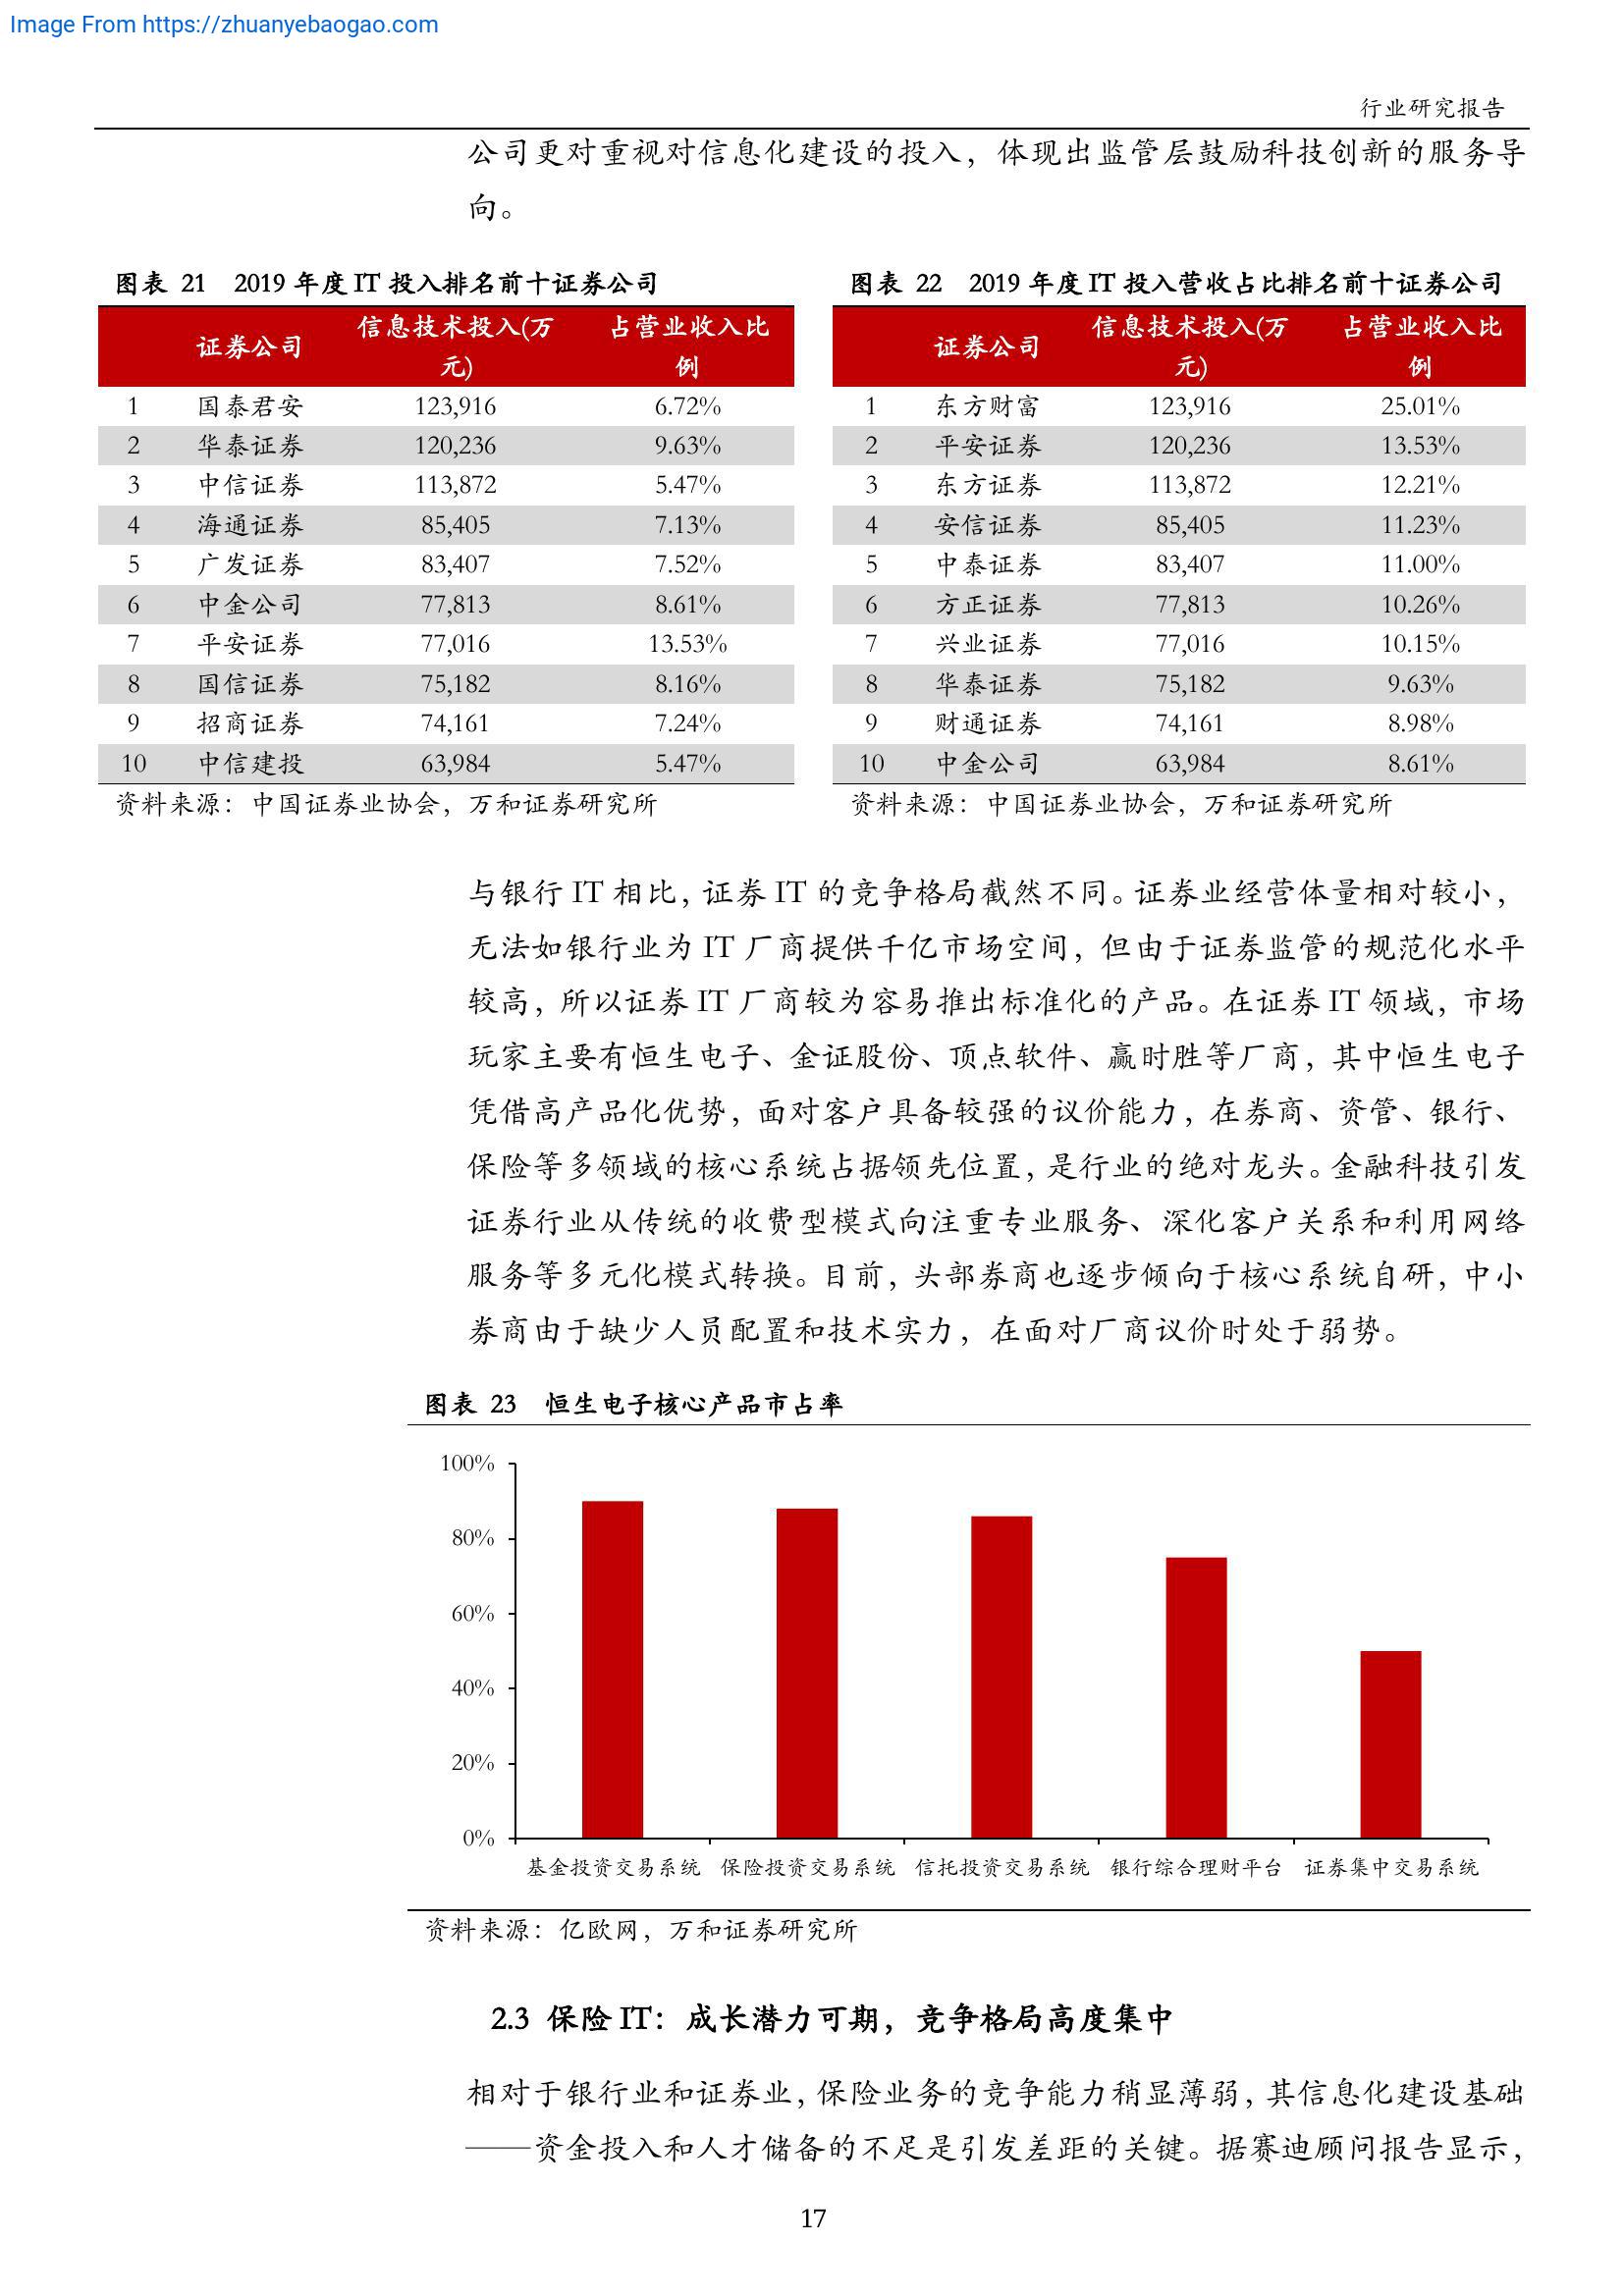 Image From https://zhuanyebaogao.com
行业研究报告
公司更对重视对信息化建设的投入，体现出监管层鼓励科技创新的服务导
向。
图表 21 2019 年度 IT 投入排名前十证券公司
证券公司 信息技术投入(万元) 占营业收入比例
1 国泰君安 123,916 6.72%
2 华泰证券 120,236 9.63%
3 中信证券 113,872 5.47%
4 海通证券 85,405 7.13%
5 广发证券 83,407 7.52%
6 中金公司 77,813 8.61%
7 平安证券 77,016 13.53%
8 国信证券 75,182 8.16%
9 招商证券 74,161 7.24%
10 中信建投 63,984 5.47%
资料来源：中国证券业协会，万和证券研究所
图表 22 2019 年度 IT 投入营收占比排名前十证券公司
证券公司 信息技术投入(万元) 占营业收入比例
1 东方财富 123,916 25.01%
2 平安证券 120,236 13.53%
3 东方证券 113,872 12.21%
4 安信证券 85,405 11.23%
5 中泰证券 83,407 11.00%
6 方正证券 77,813 10.26%
7 兴业证券 77,016 10.15%
8 华泰证券 75,182 9.63%
9 财通证券 74,161 8.98%
10 中金公司 63,984 8.61%
资料来源：中国证券业协会，万和证券研究所
与银行 IT 相比，证券 IT 的竞争格局截然不同。证券业经营体量相对较小，
无法如银行业为 IT 厂商提供千亿市场空间，但由于证券监管的规范化水平
较高，所以证券 IT 厂商较为容易推出标准化的产品。在证券 IT 领域，市场
玩家主要有恒生电子、金证股份、顶点软件、赢时胜等厂商，其中恒生电子
凭借高产品化优势，面对客户具备较强的议价能力，在券商、资管、银行、
保险等多领域的核心系统占据领先位置，是行业的绝对龙头。金融科技引发
证券行业从传统的收费型模式向注重专业服务、深化客户关系和利用网络
服务等多元化模式转换。目前，头部券商也逐步倾向于核心系统自研，中小
券商由于缺少人员配置和技术实力，在面对厂商议价时处于弱势。
图表 23 恒生电子核心产品市占率
100%
80%
60%
40%
20%
0%
基金投资交易系统 保险投资交易系统 信托投资交易系统 银行综合理财平台 证券集中交易系统
资料来源：亿欧网，万和证券研究所
2.3 保险 IT：成长潜力可期，竞争格局高度集中
相对于银行业和证券业，保险业务的竞争能力稍显薄弱，其信息化建设基础
——资金投入和人才储备的不足是引发差距的关键。据赛迪顾问报告显示，
17